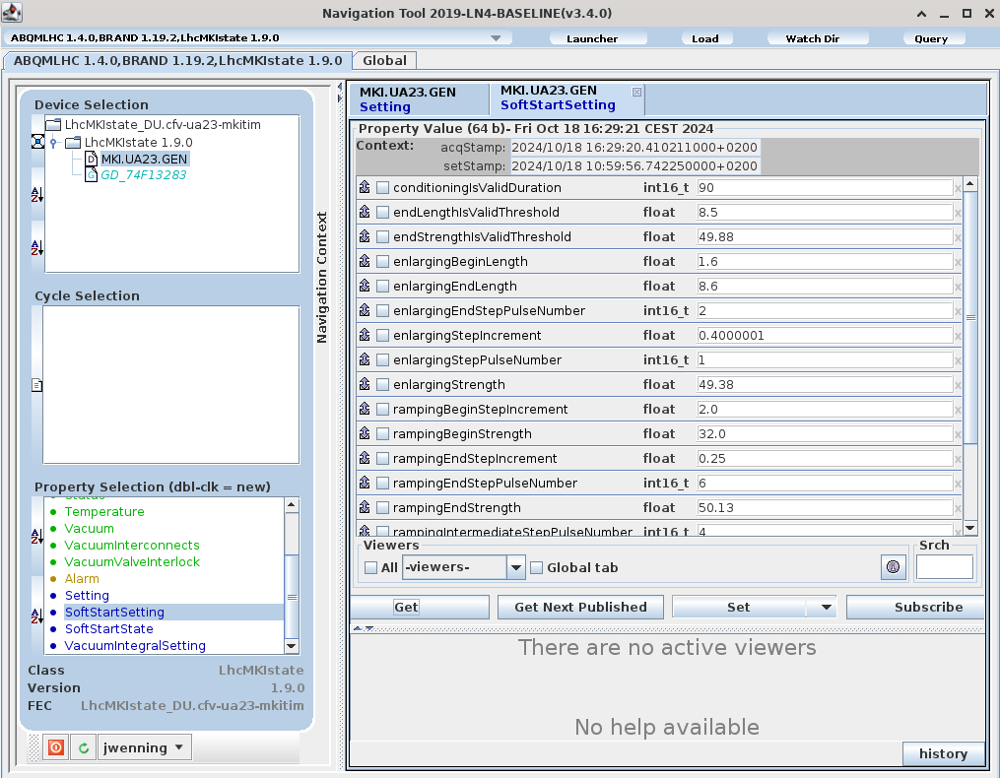 Navigation Tool 2019-LN4-BASELINE(v3.4.0)
ABQMLHC 1.4.0,BRAND 1.19.2,LhcMKIstate 1.9.0
Launcher
Load
Watch Dir
Query
ABQMLHC 1.4.0,BRAND 1.19.2,LhcMKIstate 1.9.0
Global
Device Selection
LhcMKIstate_DU.cfv-ua23-mkitim
LhcMKIstate 1.9.0
MKI.UA23.GEN
GD_74F13283
Cycle Selection
Property Selection (dbl-clk = new)
Status
Temperature
Vacuum
VacuumInterconnects
VacuumValveInterlock
Alarm
Setting
SoftStartSetting
SoftStartState
VacuumIntegralSetting
Class LhcMKIstate
Version 1.9.0
FEC LhcMKIstate_DU.cfv-ua23-mkitim
jwenning
Navigation Context
MKI.UA23.GEN
Setting
MKI.UA23.GEN
SoftStartSetting
Property Value (64 b)- Fri Oct 18 16:29:21 CEST 2024
Context: acqStamp: 2024/10/18 16:29:20.410211000+0200
setStamp: 2024/10/18 10:59:56.742250000+0200
conditioningIsValidDuration int16_t 90 x
endLengthIsValidThreshold float 8.5 x
endStrengthIsValidThreshold float 49.88 x
enlargingBeginLength float 1.6 x
enlargingEndLength float 8.6 x
enlargingEndStepPulseNumber int16_t 2 x
enlargingStepIncrement float 0.4000001 x
enlargingStepPulseNumber int16_t 1 x
enlargingStrength float 49.38 x
rampingBeginStepIncrement float 2.0 x
rampingBeginStrength float 32.0 x
rampingEndStepIncrement float 0.25 x
rampingEndStepPulseNumber int16_t 6 x
rampingEndStrength float 50.13 x
rampingIntermediateStepPulseNumber int16_t 4 x
Viewers
All -viewers- Global tab
Srch
Get
Get Next Published
Set
Subscribe
There are no active viewers
No help available
history